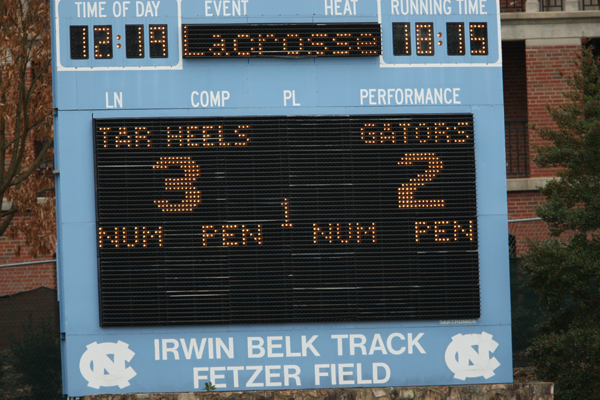 TIME OF DAY EVENT HEAT RUNNING TIME
12:19 Lacrosse 18:15
LN COMP PL PERFORMANCE
TAR HEELS GATORS
3 2
1
NUM PEN NUM PEN
IRWIN BELK TRACK
NC FETZER FIELD NC